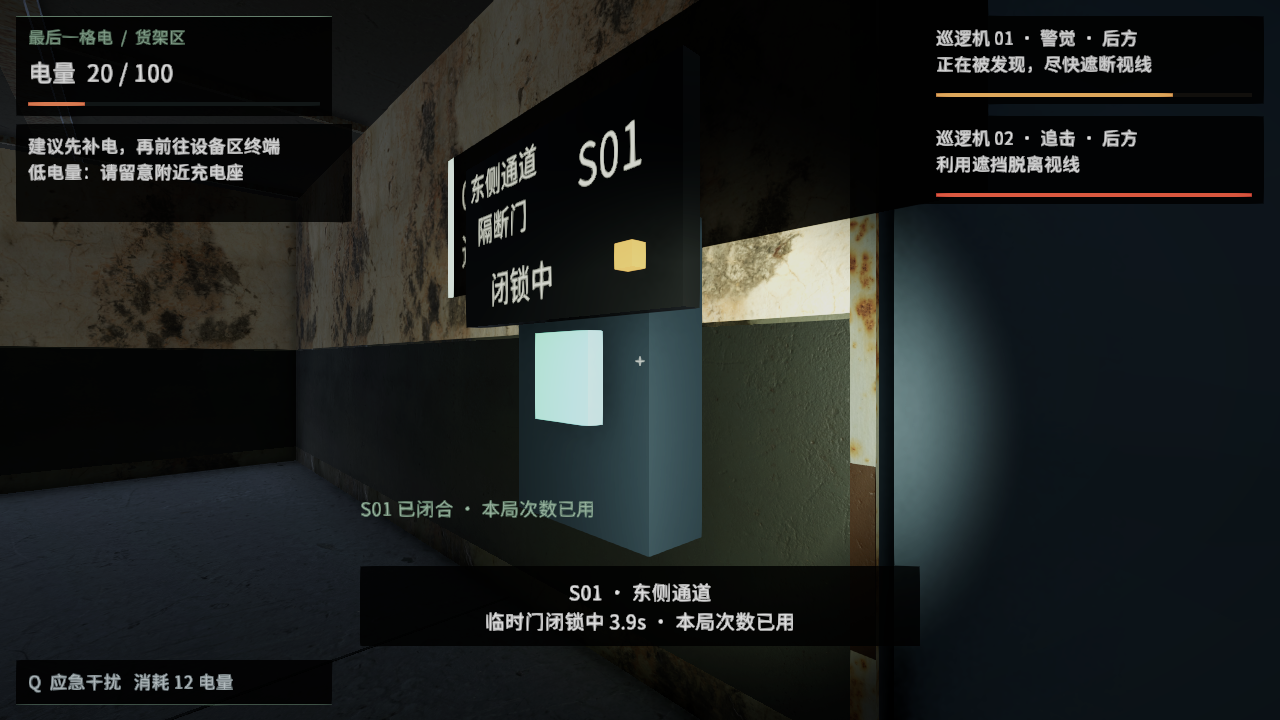 最后一格电 / 货架区
电量 20 / 100
建议先补电，再前往设备区终端
低电量：请留意附近充电座
巡逻机 01 · 警觉 · 后方
正在被发现，尽快遮断视线
巡逻机 02 · 追击 · 后方
利用遮挡脱离视线
S01
东侧通道
隔断门
闭锁中
S01 已闭合 · 本局次数已用
S01 · 东侧通道
临时门闭锁中 3.9s · 本局次数已用
Q 应急干扰 消耗 12 电量